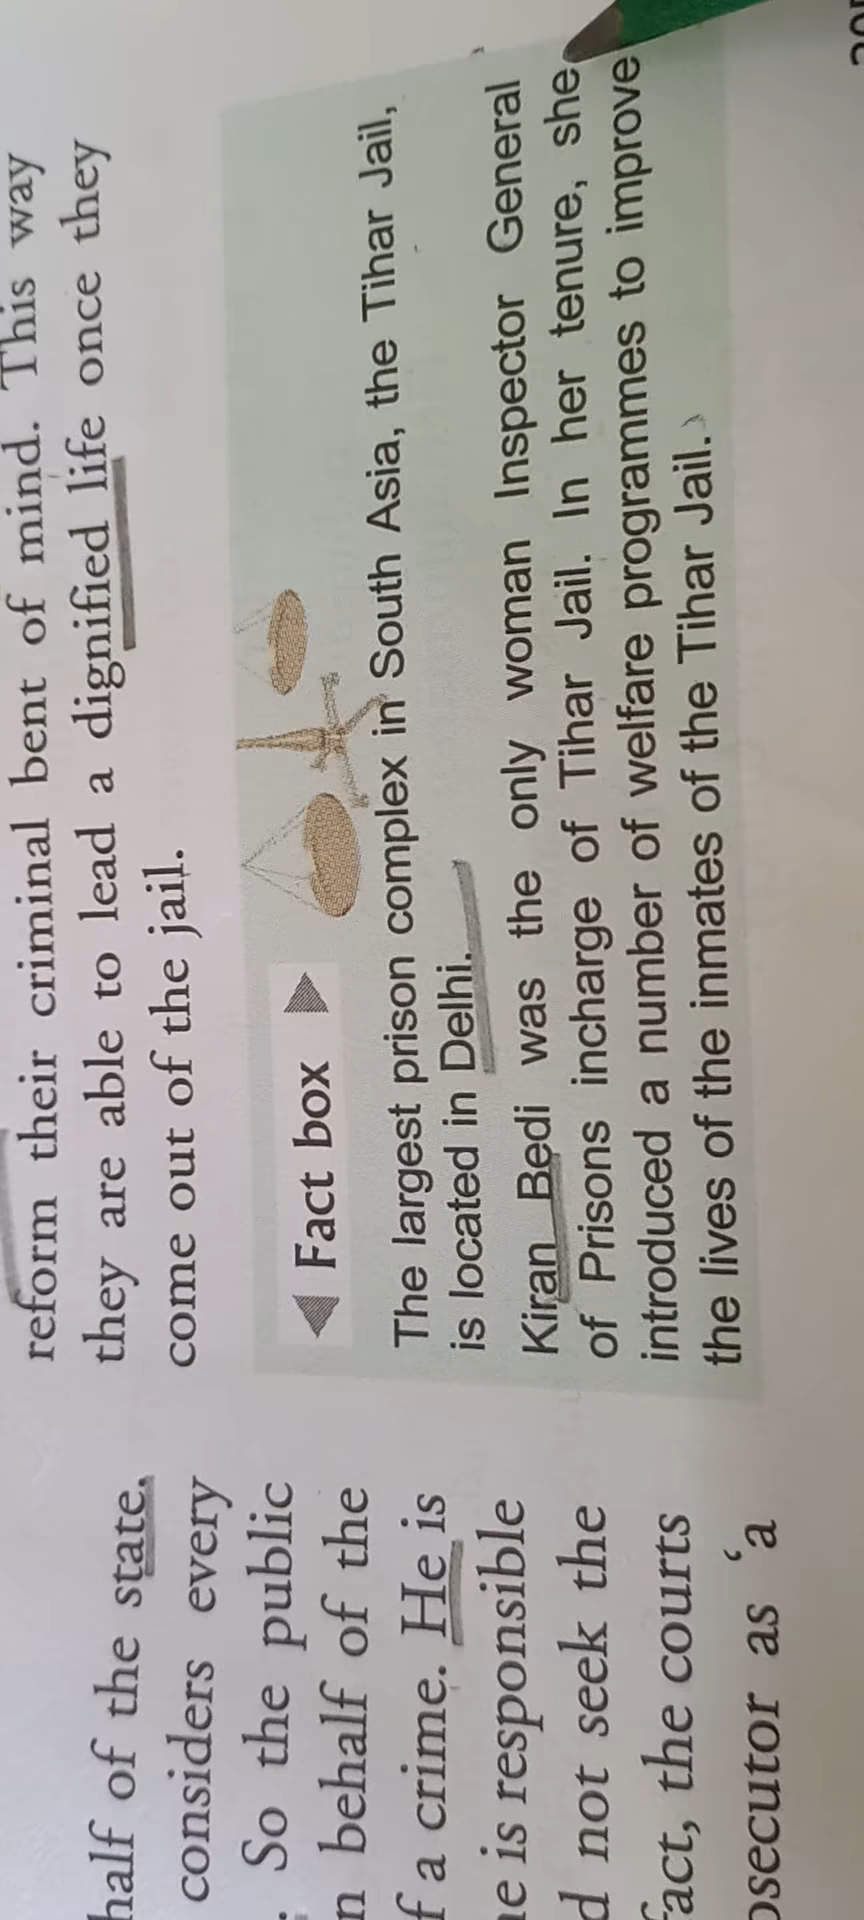 half of the state.
considers every
. So the public
n behalf of the
f a crime. He is
e is responsible
d not seek the
fact, the courts
osecutor as ‘a
reform their criminal bent of mind. This way
they are able to lead a dignified life once they
come out of the jail.
Fact box
The largest prison complex in South Asia, the Tihar Jail,
is located in Delhi.
Kiran Bedi was the only woman Inspector General
of Prisons incharge of Tihar Jail. In her tenure, she
introduced a number of welfare programmes to improve
the lives of the inmates of the Tihar Jail.